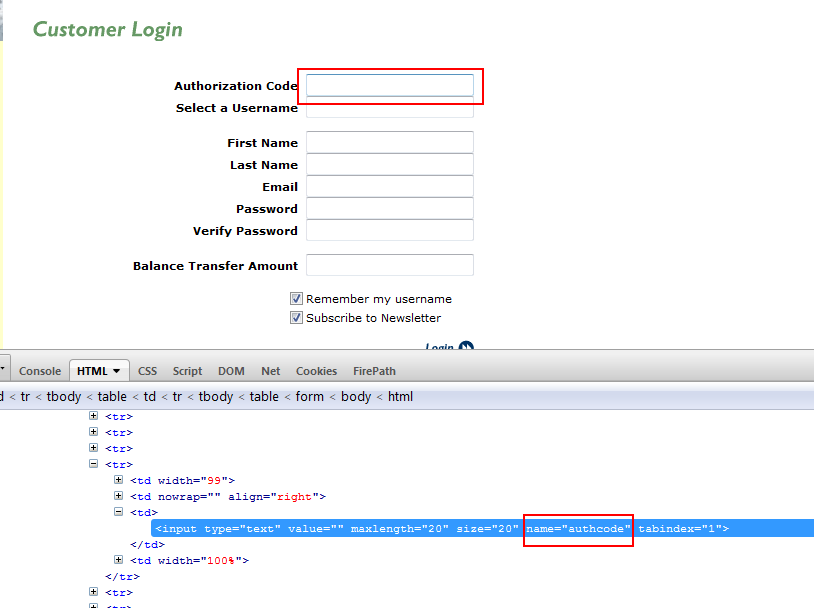 Customer Login
Authorization Code
Select a Username
First Name
Last Name
Email
Password
Verify Password
Balance Transfer Amount
Remember my username
Subscribe to Newsletter
Login
Console HTML CSS Script DOM Net Cookies FirePath
d < tr < tbody < table < td < tr < tbody < table < form < body < html
<tr>
<tr>
<tr>
<tr>
<td width="99">
<td nowrap="" align="right">
<td>
<input type="text" value="" maxlength="20" size="20" name="authcode" tabindex="1">
</td>
<td width="100%">
</tr>
<tr>
<tr>